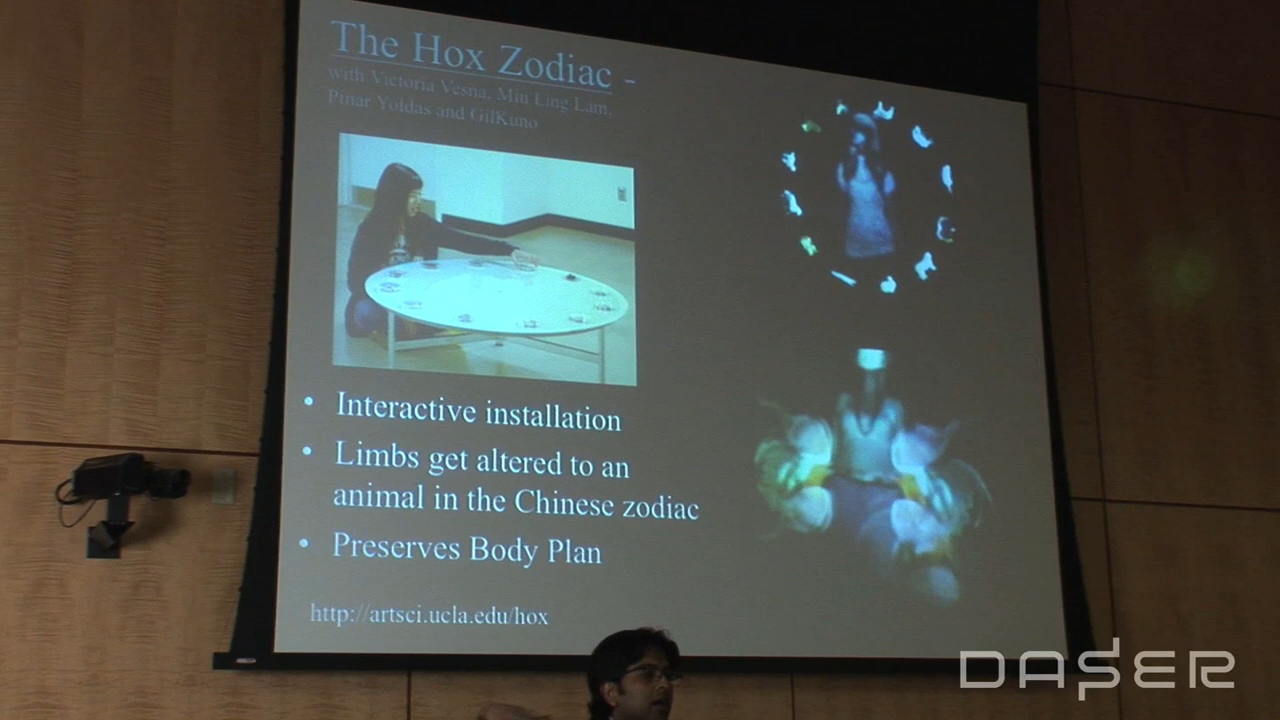 The Hox Zodiac -
with Victoria Vesna, Miu Ling Lam,
Pinar Yoldas and GilKuno
• Interactive installation
• Limbs get altered to an
animal in the Chinese zodiac
• Preserves Body Plan
http://artsci.ucla.edu/hox
DASER